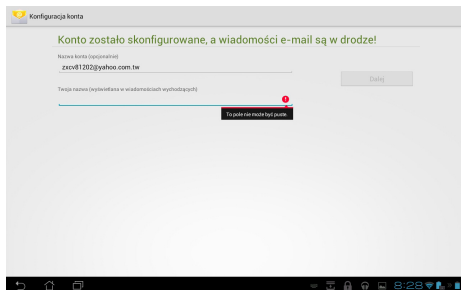 Konfiguracja konta
Konto zostało skonfigurowane, a wiadomości e-mail są w drodze!
Nazwa konta (opcjonalnie)
zxcv81202@yahoo.com.tw
Dalej
Twoja nazwa (wyświetlana w wiadomościach wychodzących)
To pole nie może być puste.
8:28